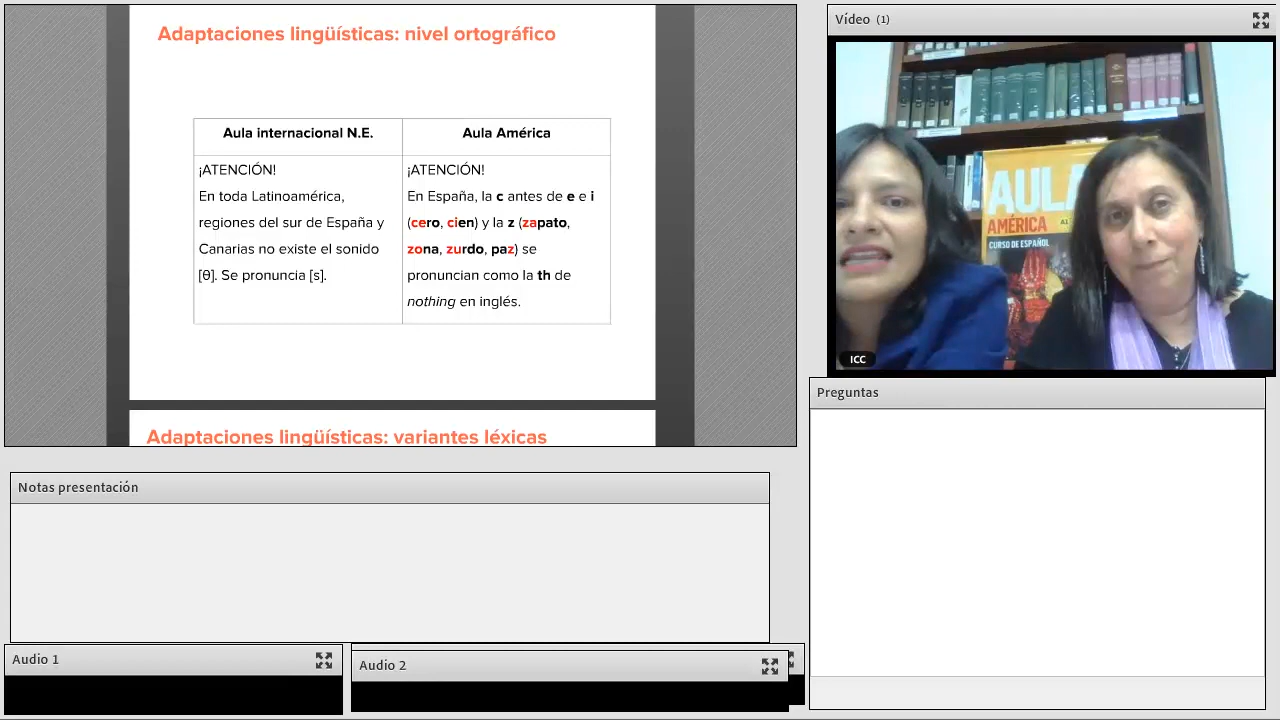 Adaptaciones lingüísticas: nivel ortográfico
Aula internacional N.E.
¡ATENCIÓN!
En toda Latinoamérica,
regiones del sur de España y
Canarias no existe el sonido
[θ]. Se pronuncia [s].
Aula América
¡ATENCIÓN!
En España, la c antes de e e i
(cero, cien) y la z (zapato,
zona, zurdo, paz) se
pronuncian como la th de
nothing en inglés.
Adaptaciones lingüísticas: variantes léxicas
Vídeo (1)
AULA
AMÉRICA
A1
CURSO DE ESPAÑOL
ICC
Preguntas
Notas presentación
Audio 1
Audio 2